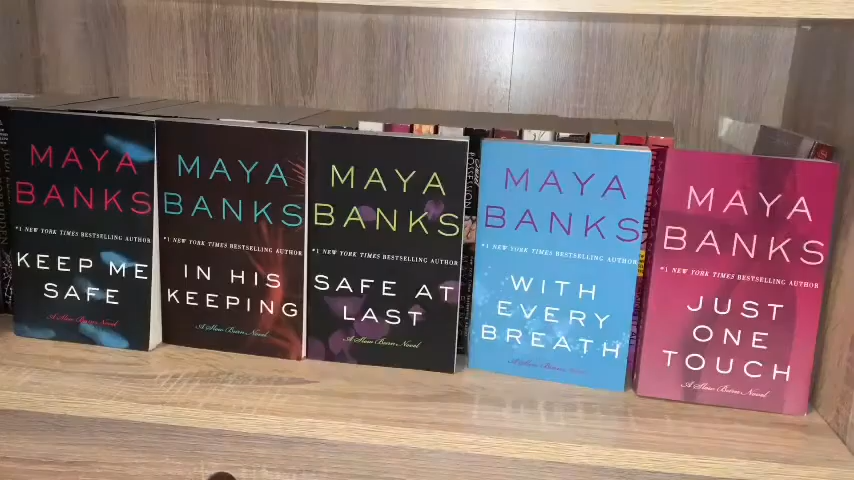 MAYA
BANKS
#1 NEW YORK TIMES BESTSELLING AUTHOR
KEEP ME
SAFE
A Slow Burn Novel
MAYA
BANKS
#1 NEW YORK TIMES BESTSELLING AUTHOR
IN HIS
KEEPING
A Slow Burn Novel
MAYA
BANKS
#1 NEW YORK TIMES BESTSELLING AUTHOR
SAFE AT
LAST
A Slow Burn Novel
POSSESSION
MAYA
BANKS
#1 NEW YORK TIMES BESTSELLING AUTHOR
WITH
EVERY
BREATH
A Slow Burn Novel
MAYA
BANKS
#1 NEW YORK TIMES BESTSELLING AUTHOR
JUST
ONE
TOUCH
A Slow Burn Novel